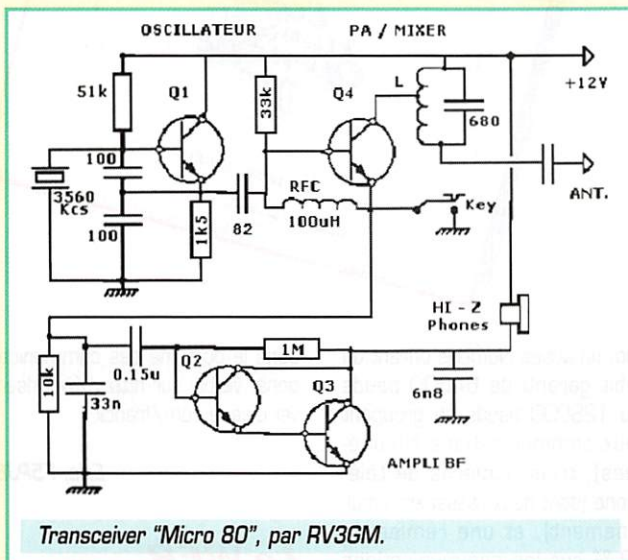 OSCILLATEUR
PA / MIXER
+12V
51k
Q1
33k
Q4
L
680
100
3560
Kcs
100
1k5
82
RFC
100uH
Key
ANT.
HI - Z
Phones
10k
33n
0.15u
Q2
1M
Q3
6n8
AMPLI BF
Transceiver "Micro 80", par RV3GM.